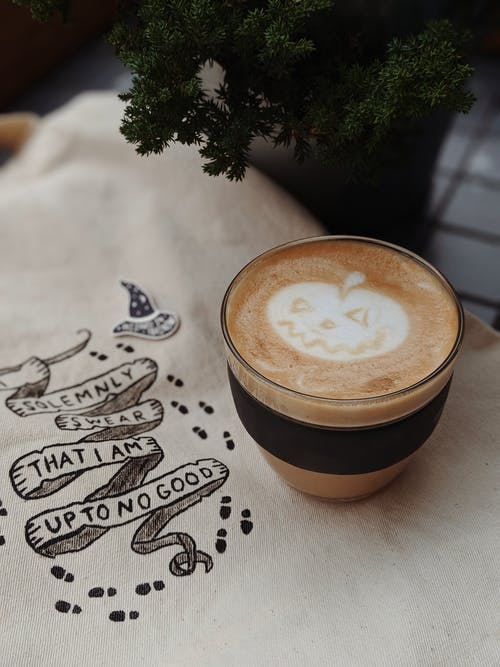 I
SOLEMNLY
SWEAR
THAT I AM
UP TO NO GOOD